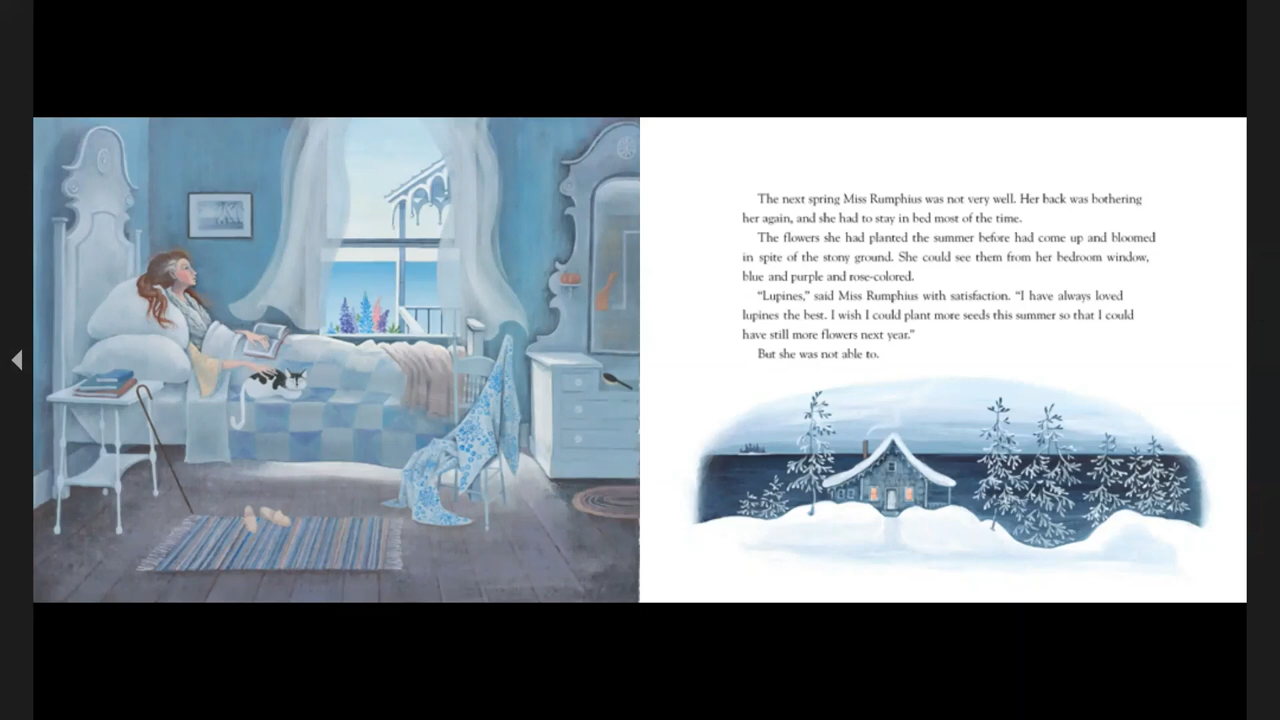 The next spring Miss Rumphius was not very well. Her back was bothering
her again, and she had to stay in bed most of the time.
The flowers she had planted the summer before had come up and bloomed
in spite of the stony ground. She could see them from her bedroom window,
blue and purple and rose-colored.
“Lupines,” said Miss Rumphius with satisfaction. “I have always loved
lupines the best. I wish I could plant more seeds this summer so that I could
have still more flowers next year.”
But she was not able to.